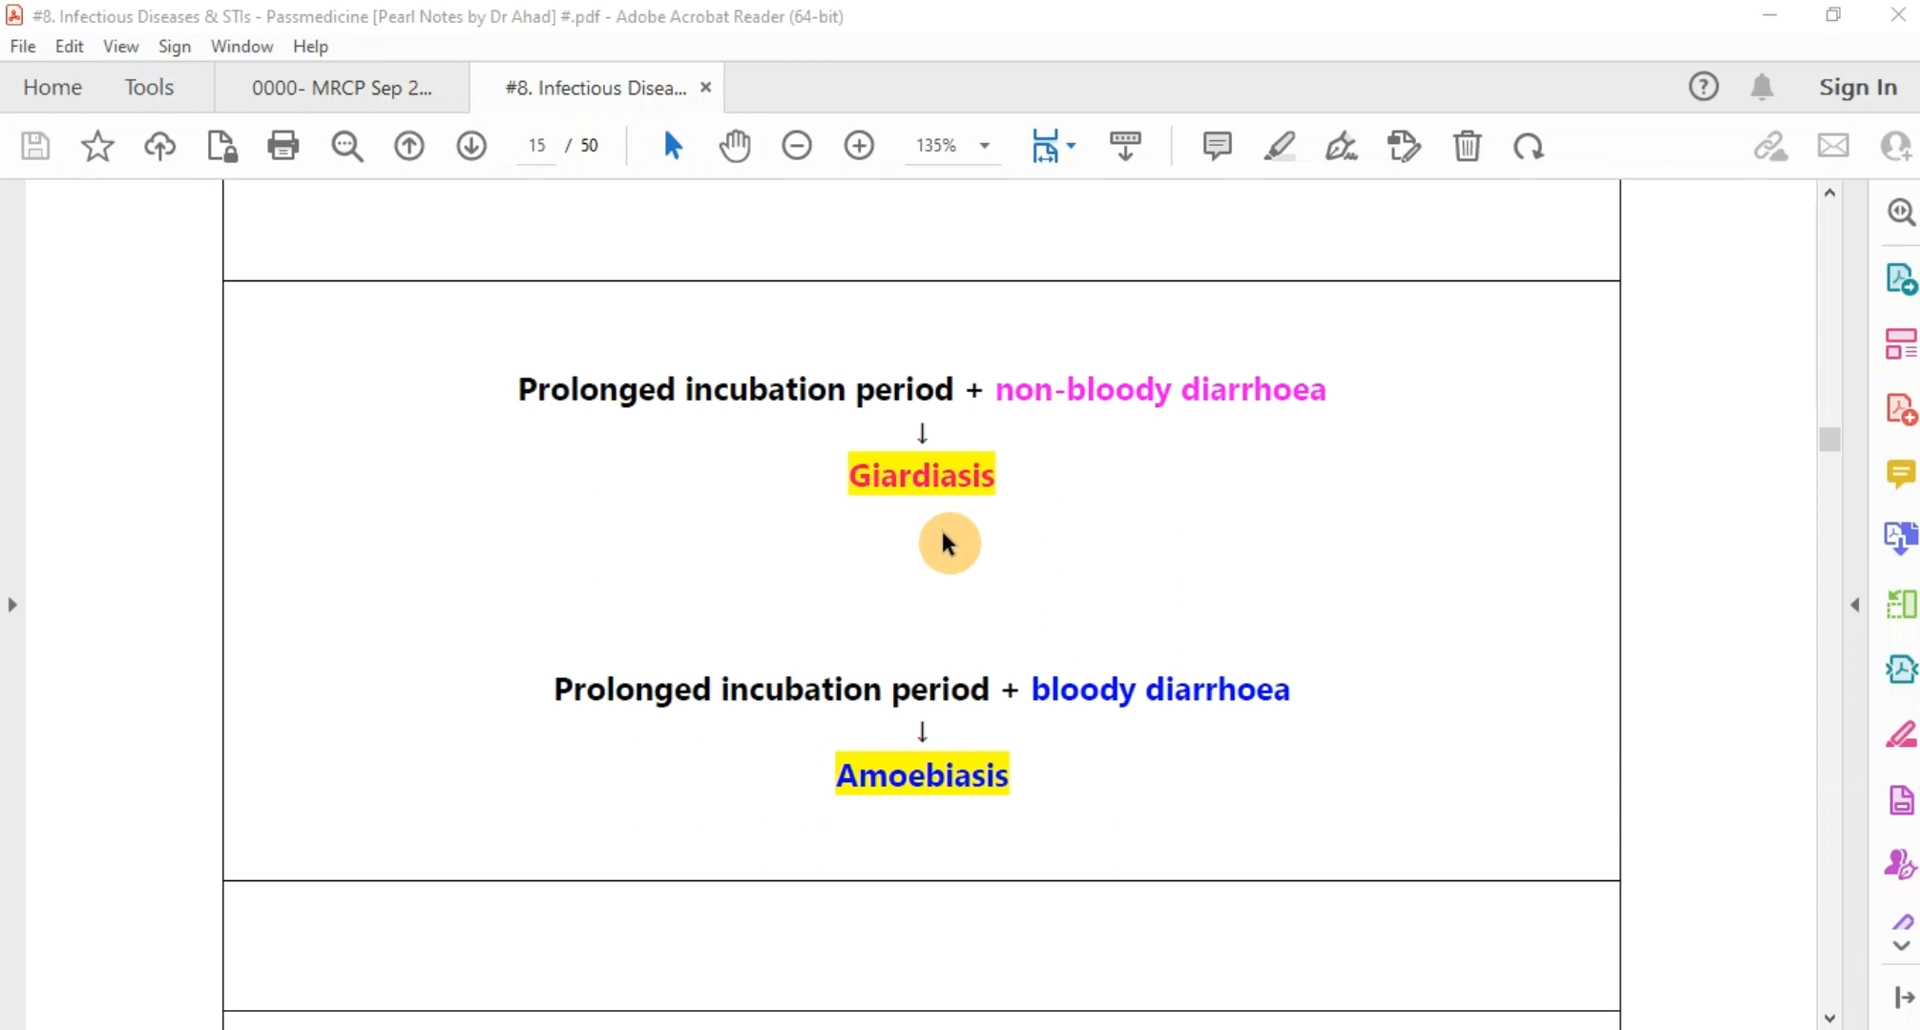 #8. Infectious Diseases & STIs - Passmedicine [Pearl Notes by Dr Ahad] #.pdf - Adobe Acrobat Reader (64-bit)
File Edit View Sign Window Help
Home Tools 0000- MRCP Sep 2... #8. Infectious Disea... × Sign In
15 / 50 135%
Prolonged incubation period + non-bloody diarrhoea
↓
Giardiasis
Prolonged incubation period + bloody diarrhoea
↓
Amoebiasis